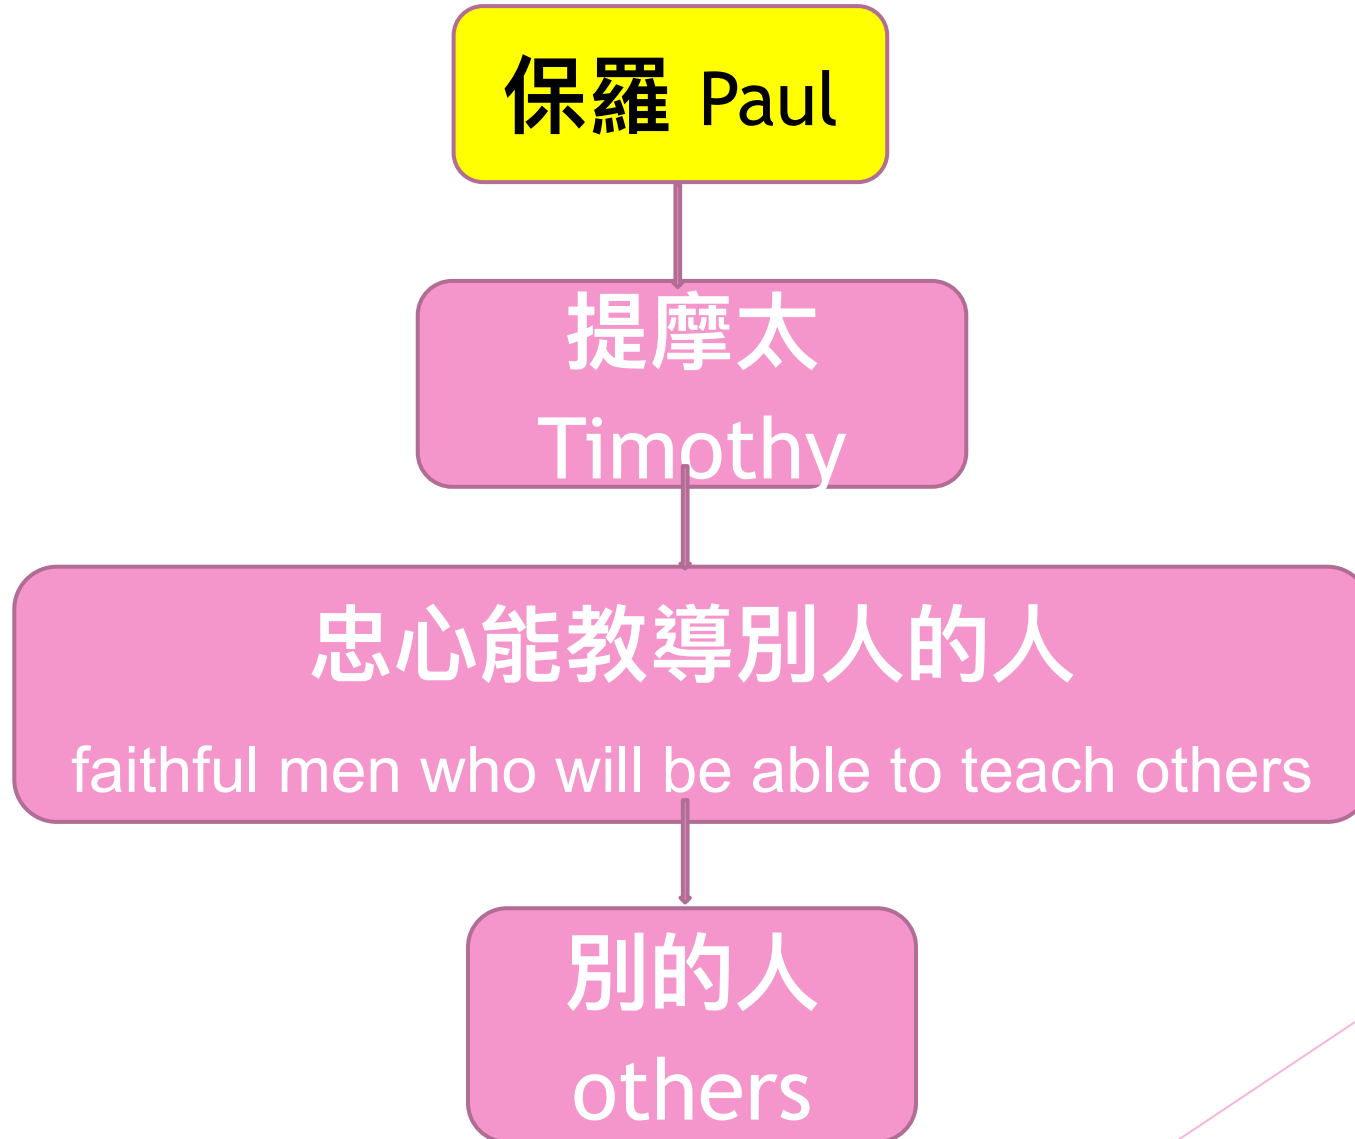 保羅 Paul
提摩太
Timothy
忠心能教導別人的人
faithful men who will be able to teach others
別的人
others